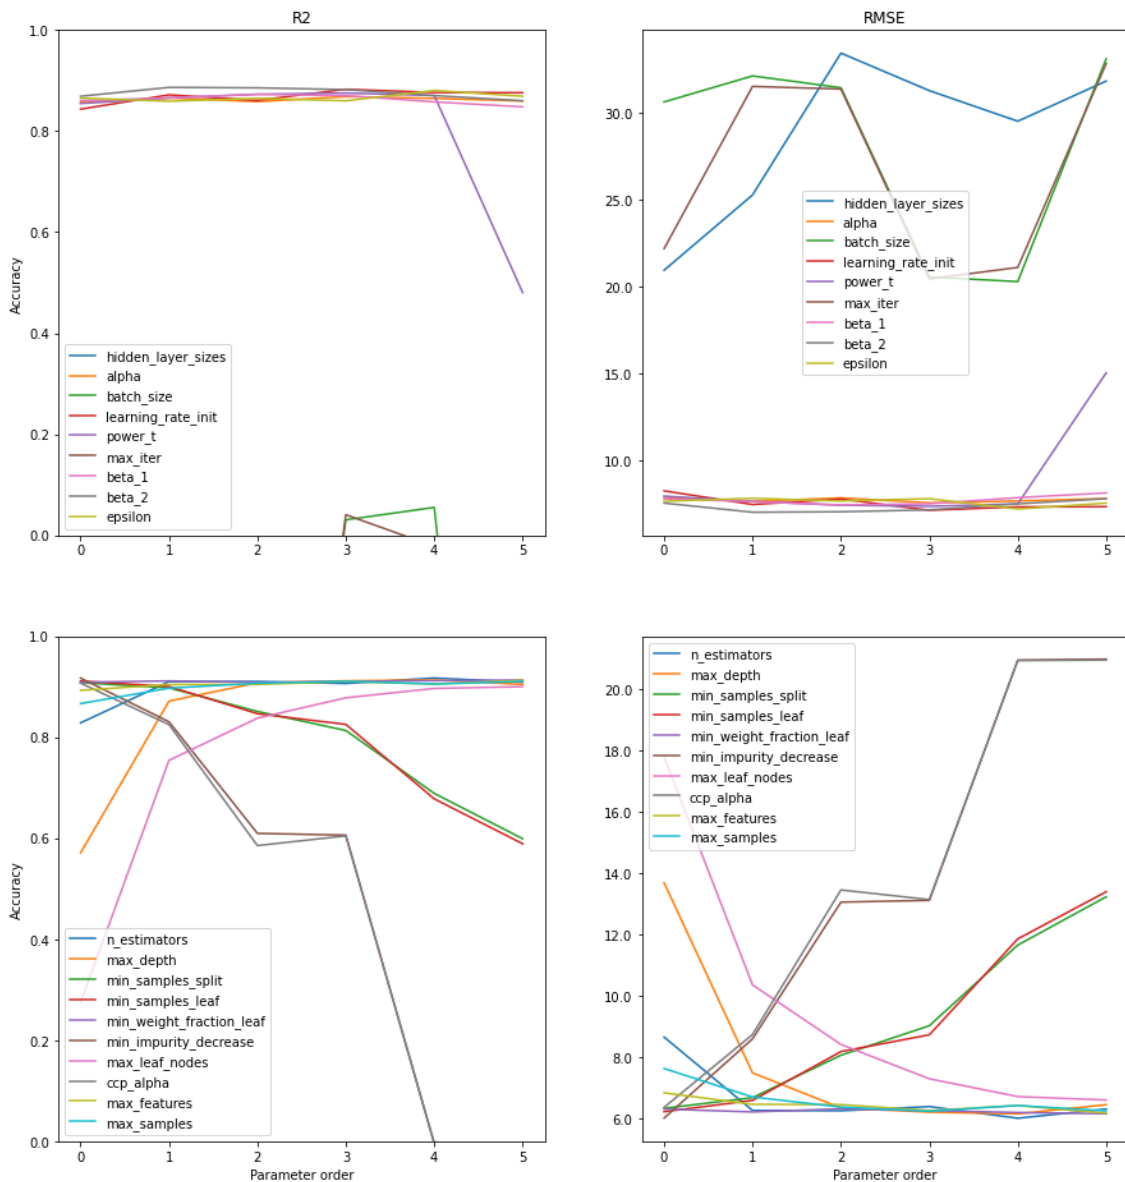 R2
1.0
0.8
0.6
0.4
0.2
0.0
Accuracy
hidden_layer_sizes
alpha
batch_size
learning_rate_init
power_t
max_iter
beta_1
beta_2
epsilon
0 1 2 3 4 5
RMSE
30.0
25.0
20.0
15.0
10.0
hidden_layer_sizes
alpha
batch_size
learning_rate_init
power_t
max_iter
beta_1
beta_2
epsilon
0 1 2 3 4 5
1.0
0.8
0.6
0.4
0.2
0.0
Accuracy
n_estimators
max_depth
min_samples_split
min_samples_leaf
min_weight_fraction_leaf
min_impurity_decrease
max_leaf_nodes
ccp_alpha
max_features
max_samples
0 1 2 3 4 5
Parameter order
20.0
18.0
16.0
14.0
12.0
10.0
8.0
6.0
n_estimators
max_depth
min_samples_split
min_samples_leaf
min_weight_fraction_leaf
min_impurity_decrease
max_leaf_nodes
ccp_alpha
max_features
max_samples
0 1 2 3 4 5
Parameter order